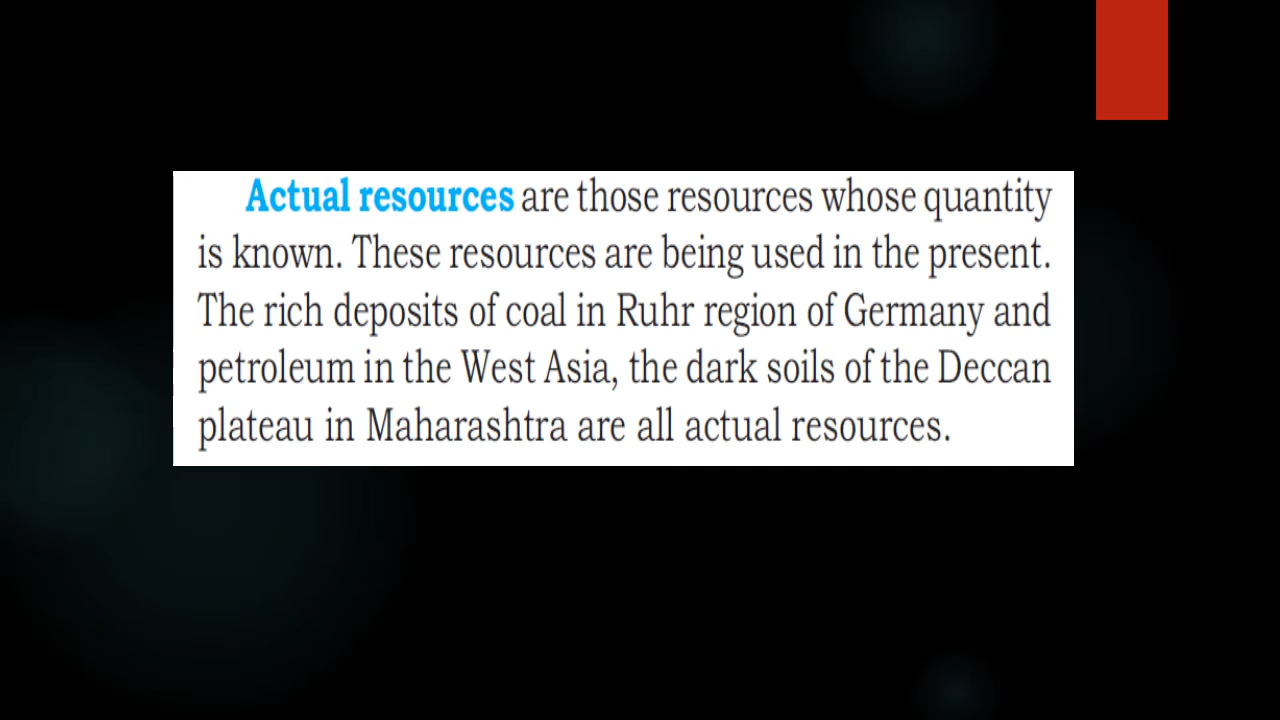 Actual resources are those resources whose quantity
is known. These resources are being used in the present.
The rich deposits of coal in Ruhr region of Germany and
petroleum in the West Asia, the dark soils of the Deccan
plateau in Maharashtra are all actual resources.